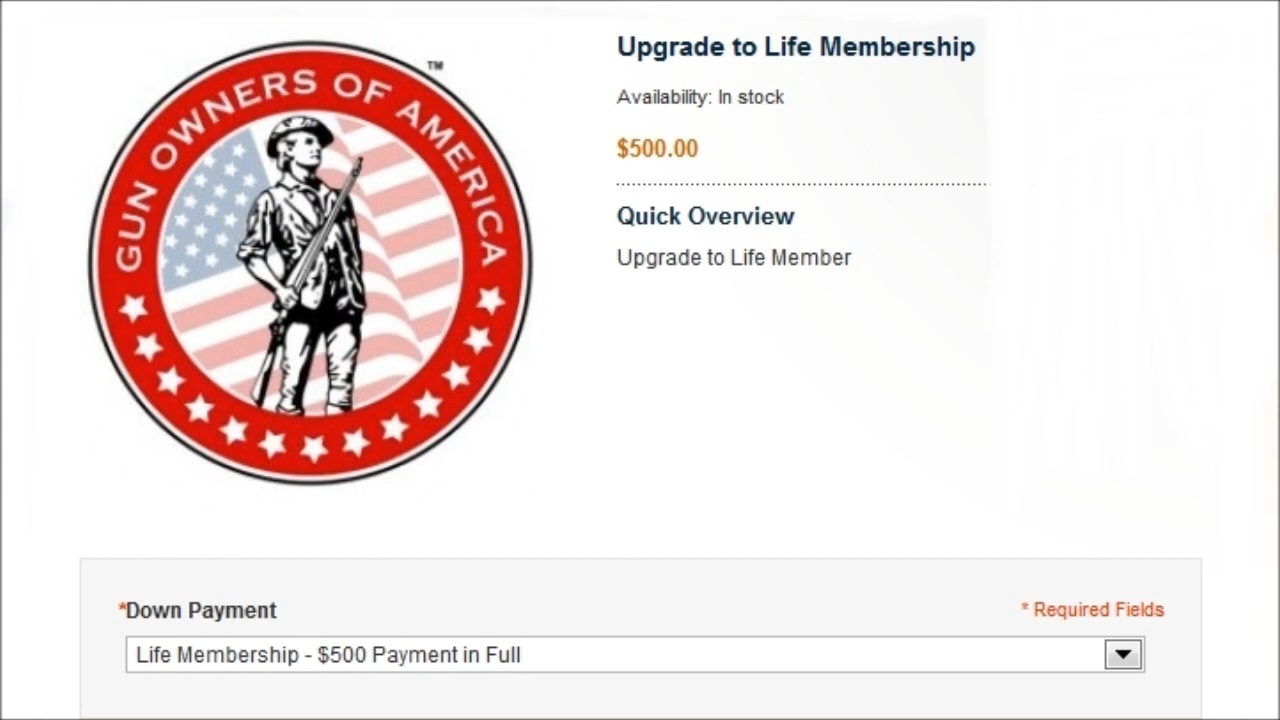 GUN OWNERS OF AMERICA
TM
Upgrade to Life Membership
Availability: In stock
$500.00
Quick Overview
Upgrade to Life Member
*Down Payment
* Required Fields
Life Membership - $500 Payment in Full